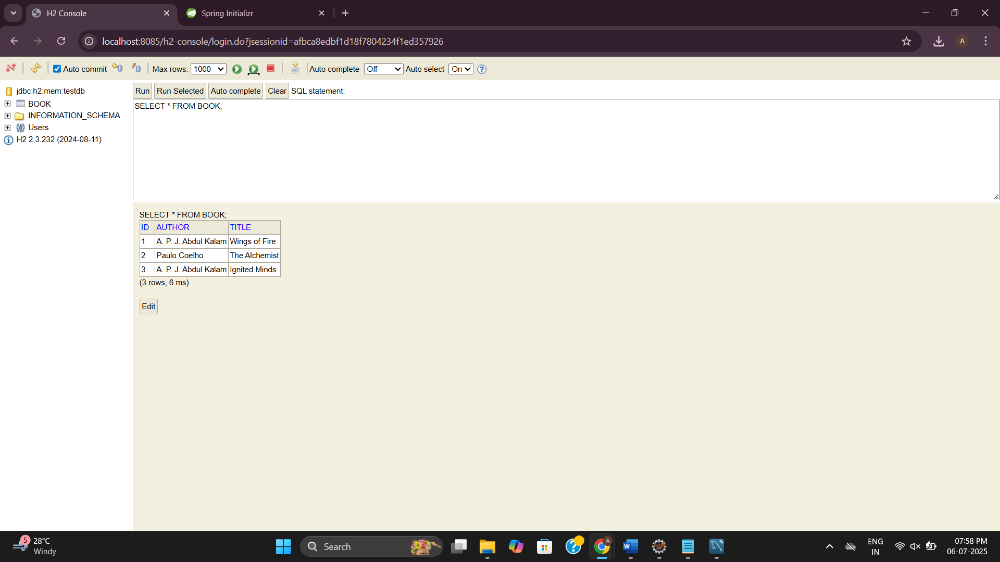 H2 Console
Spring Initializr
localhost:8085/h2-console/login.do?jsessionid=afbca8edbf1d18f7804234f1ed357926
A
Auto commit
Max rows: 1000
Auto complete Off
Auto select On
jdbc:h2:mem:testdb
BOOK
INFORMATION_SCHEMA
Users
H2 2.3.232 (2024-08-11)
Run Run Selected Auto complete Clear SQL statement:
SELECT * FROM BOOK;
SELECT * FROM BOOK;
ID AUTHOR TITLE
1 A. P. J. Abdul Kalam Wings of Fire
2 Paulo Coelho The Alchemist
3 A. P. J. Abdul Kalam Ignited Minds
(3 rows, 6 ms)
Edit
5
28°C
Windy
Search
A
W
IDE
ENG
IN
07:58 PM
06-07-2025